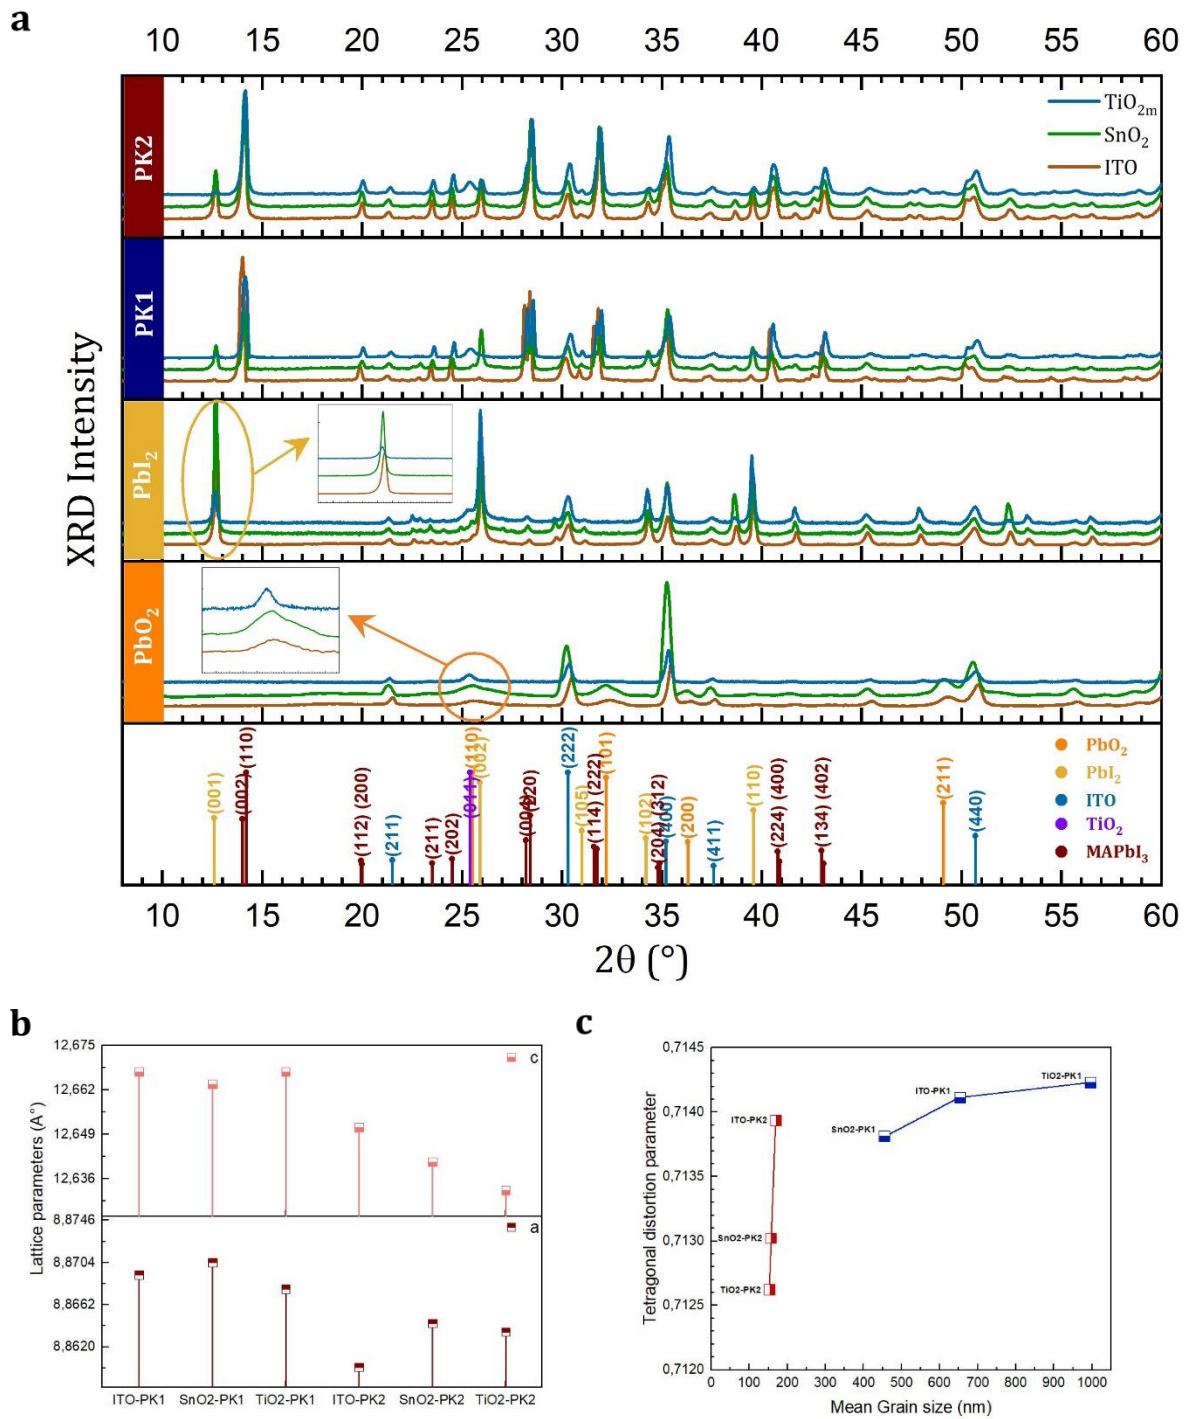 a
10 15 20 25 30 35 40 45 50 55 60
PK2
TiO2m
SnO2
ITO
PK1
XRD Intensity
PbI2
PbO2
(001)
(002)
(110)
(112) (200)
(211)
(211)
(202)
(011)
(110)
(002)
(004)
(220)
(222)
(105)
(114) (222)
(101)
(102)
(204) (312)
(400)
(200)
(411)
(110)
(224) (400)
(134) (402)
(211)
(440)
PbO2
PbI2
ITO
TiO2
MAPbI3
10 15 20 25 30 35 40 45 50 55 60
2θ (°)
b
Lattice parameters (A°)
12,675
12,662
12,649
12,636
c
8,8746
8,8704
8,8662
8,8620
a
ITO-PK1 SnO2-PK1 TiO2-PK1 ITO-PK2 SnO2-PK2 TiO2-PK2
c
Tetragonal distortion parameter
0,7145
0,7140
0,7135
0,7130
0,7125
0,7120
TiO2-PK1
ITO-PK1
ITO-PK2
SnO2-PK1
SnO2-PK2
TiO2-PK2
0 100 200 300 400 500 600 700 800 900 1000
Mean Grain size (nm)